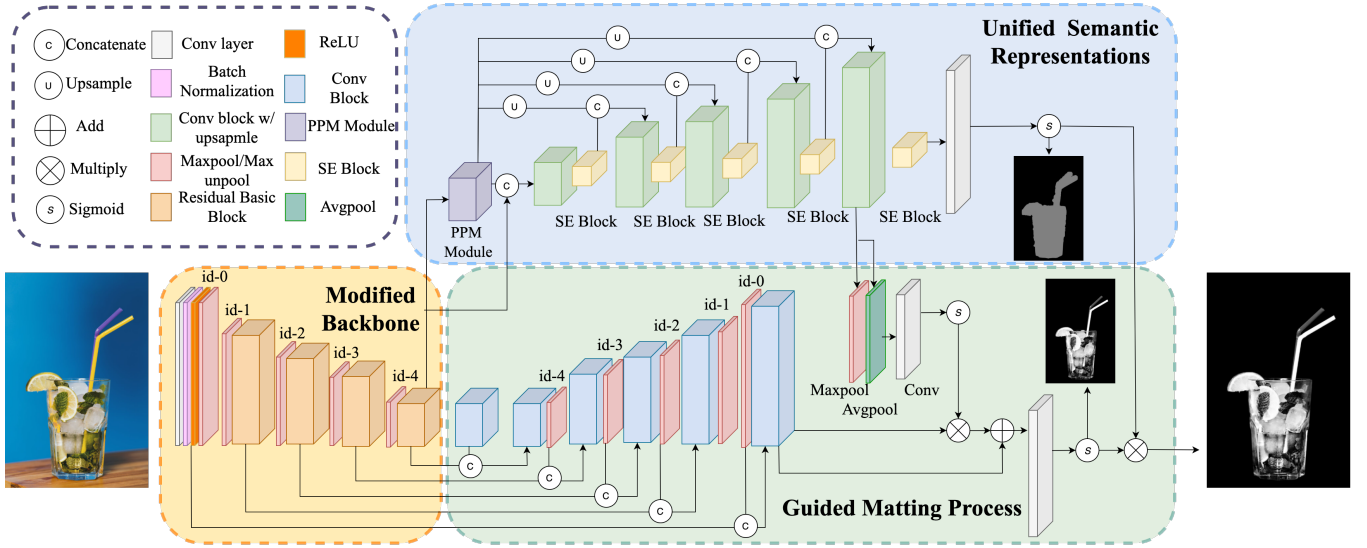 C Concatenate
Conv layer
ReLU
U Upsample
Batch
Normalization
Conv
Block
Add
Conv block w/
upsapmle
PPM Module
Multiply
Maxpool/Max
unpool
SE Block
S Sigmoid
Residual Basic
Block
Avgpool
Unified Semantic
Representations
U
C
U
C
U
C
U
C
C
S
PPM
Module
SE Block
SE Block
SE Block
SE Block
SE Block
Modified
Backbone
id-0
id-1
id-2
id-3
id-4
id-4
id-3
id-2
id-1
id-0
S
Maxpool
Avgpool
Conv
C
C
C
C
C
S
Guided Matting Process